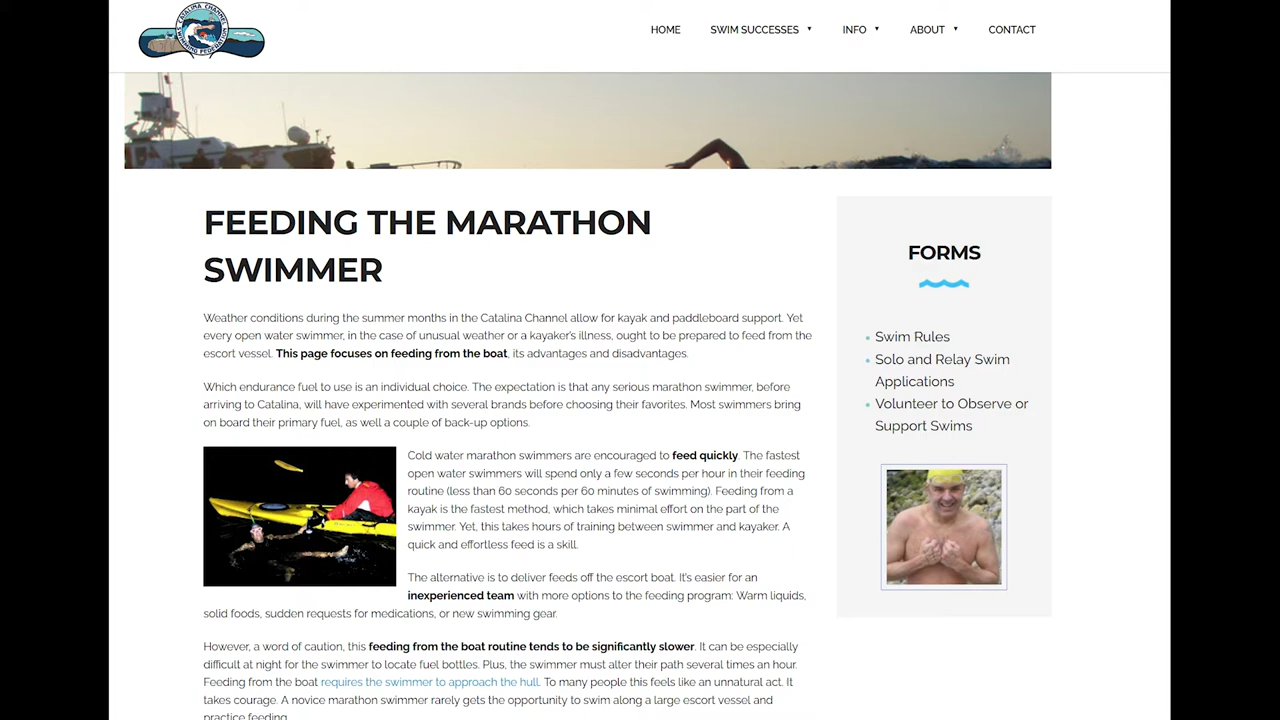 CATALINA CHANNEL
SWIMMING FEDERATION
HOME SWIM SUCCESSES INFO ABOUT CONTACT
FEEDING THE MARATHON
SWIMMER
Weather conditions during the summer months in the Catalina Channel allow for kayak and paddleboard support. Yet
every open water swimmer, in the case of unusual weather or a kayaker's illness, ought to be prepared to feed from the
escort vessel. This page focuses on feeding from the boat, its advantages and disadvantages.
Which endurance fuel to use is an individual choice. The expectation is that any serious marathon swimmer, before
arriving to Catalina, will have experimented with several brands before choosing their favorites. Most swimmers bring
on board their primary fuel, as well a couple of back-up options.
Cold water marathon swimmers are encouraged to feed quickly. The fastest
open water swimmers will spend only a few seconds per hour in their feeding
routine (less than 60 seconds per 60 minutes of swimming). Feeding from a
kayak is the fastest method, which takes minimal effort on the part of the
swimmer. Yet, this takes hours of training between swimmer and kayaker. A
quick and effortless feed is a skill.
The alternative is to deliver feeds off the escort boat. It's easier for an
inexperienced team with more options to the feeding program: Warm liquids,
solid foods, sudden requests for medications, or new swimming gear.
However, a word of caution, this feeding from the boat routine tends to be significantly slower. It can be especially
difficult at night for the swimmer to locate fuel bottles. Plus, the swimmer must alter their path several times an hour.
Feeding from the boat requires the swimmer to approach the hull. To many people this feels like an unnatural act. It
takes courage. A novice marathon swimmer rarely gets the opportunity to swim along a large escort vessel and
practice feeding.
FORMS
Swim Rules
Solo and Relay Swim
Applications
Volunteer to Observe or
Support Swims